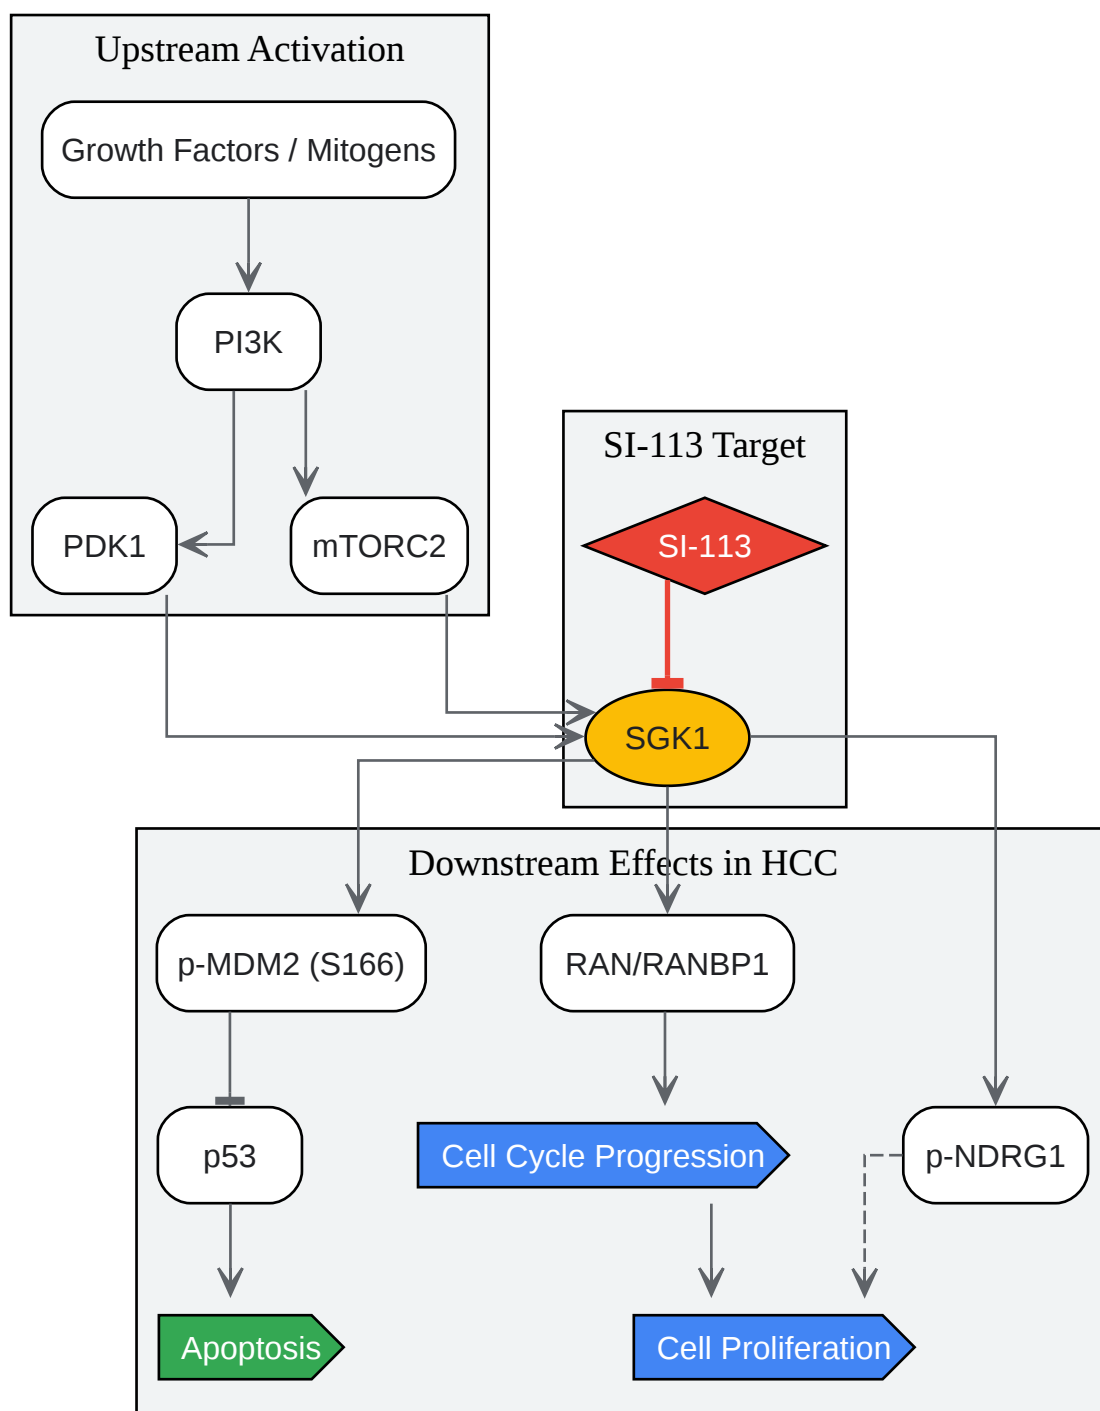 Upstream Activation
Growth Factors / Mitogens
PI3K
PDK1
mTORC2
SI-113 Target
SI-113
SGK1
Downstream Effects in HCC
p-MDM2 (S166)
RAN/RANBP1
p53
Cell Cycle Progression
p-NDRG1
Apoptosis
Cell Proliferation